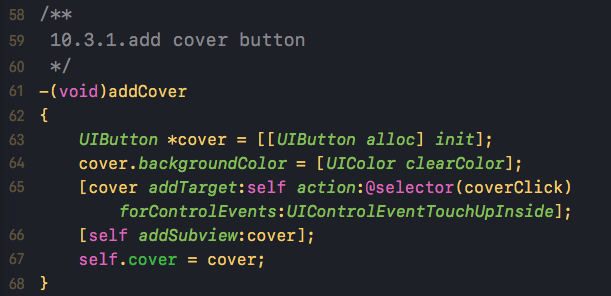 58 /**
59 10.3.1.add cover button
60 */
61 -(void)addCover
62 {
63 UIButton *cover = [[UIButton alloc] init];
64 cover.backgroundColor = [UIColor clearColor];
65 [cover addTarget:self action:@selector(coverClick)
forControlEvents:UIControlEventTouchUpInside];
66 [self addSubview:cover];
67 self.cover = cover;
68 }